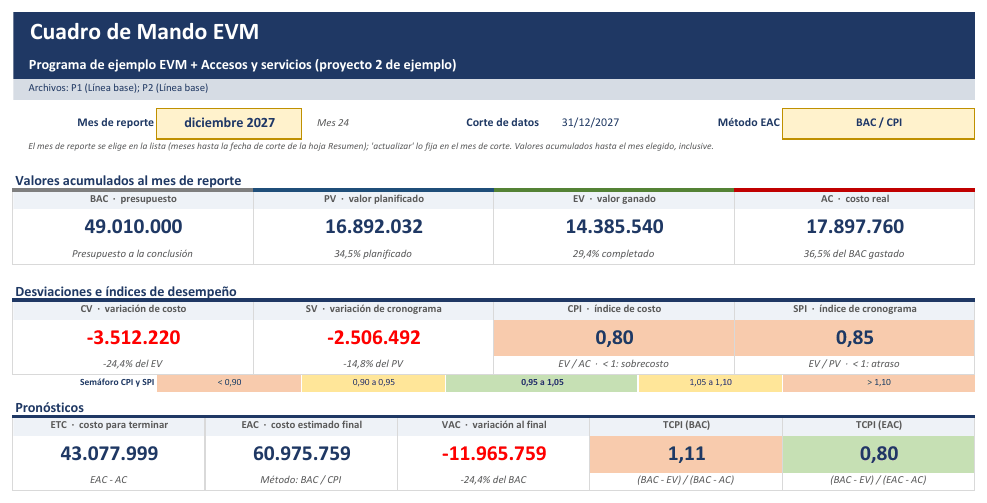 Cuadro de Mando EVM
Programa de ejemplo EVM + Accesos y servicios (proyecto 2 de ejemplo)
Archivos: P1 (Línea base); P2 (Línea base)
Mes de reporte diciembre 2027 Mes 24 Corte de datos 31/12/2027 Método EAC BAC / CPI
El mes de reporte se elige en la lista (meses hasta la fecha de corte de la hoja Resumen); 'actualizar' lo fija en el mes de corte. Valores acumulados hasta el mes elegido, inclusive.
Valores acumulados al mes de reporte
BAC · presupuesto PV · valor planificado EV · valor ganado AC · costo real
49.010.000 16.892.032 14.385.540 17.897.760
Presupuesto a la conclusión 34,5% planificado 29,4% completado 36,5% del BAC gastado
Desviaciones e índices de desempeño
CV · variación de costo SV · variación de cronograma CPI · índice de costo SPI · índice de cronograma
-3.512.220 -2.506.492 0,80 0,85
-24,4% del EV -14,8% del PV EV / AC · < 1: sobrecosto EV / PV · < 1: atraso
Semáforo CPI y SPI < 0,90 0,90 a 0,95 0,95 a 1,05 1,05 a 1,10 > 1,10
Pronósticos
ETC · costo para terminar EAC · costo estimado final VAC · variación al final TCPI (BAC) TCPI (EAC)
43.077.999 60.975.759 -11.965.759 1,11 0,80
EAC - AC Método: BAC / CPI -24,4% del BAC (BAC - EV) / (BAC - AC) (BAC - EV) / (EAC - AC)